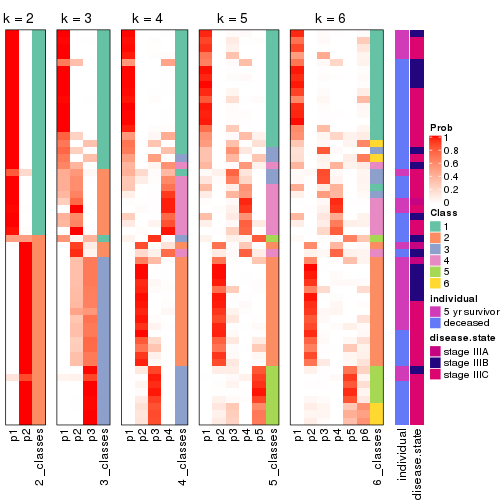 k = 2 k = 3 k = 4 k = 5 k = 6
Prob
1
0.8
0.6
0.4
0.2
0
Class
1
2
3
4
5
6
individual
5 yr survivor
deceased
disease.state
stage IIIA
stage IIIB
stage IIIC
p1 p2 2_classes p1 p2 p3 3_classes p1 p2 p3 p4 4_classes p1 p2 p3 p4 p5 5_classes p1 p2 p3 p4 p5 p6 6_classes individual disease.state